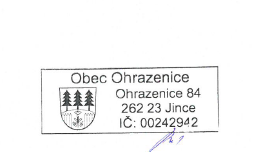 Obec Ohrazenice
Ohrazenice 84
262 23 Jince
IČ: 00242942